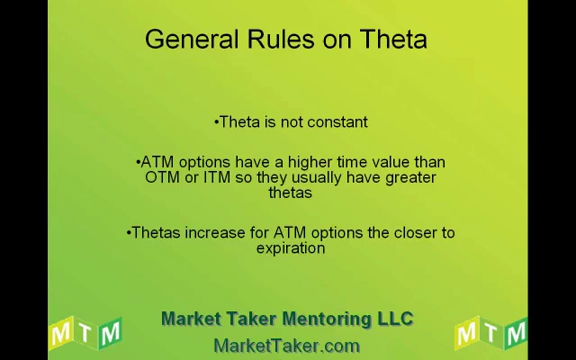 General Rules on Theta
•Theta is not constant
•ATM options have a higher time value than
OTM or ITM so they usually have greater
thetas
•Thetas increase for ATM options the closer to
expiration
Market Taker Mentoring LLC
MTM
MarketTaker.com
MTM